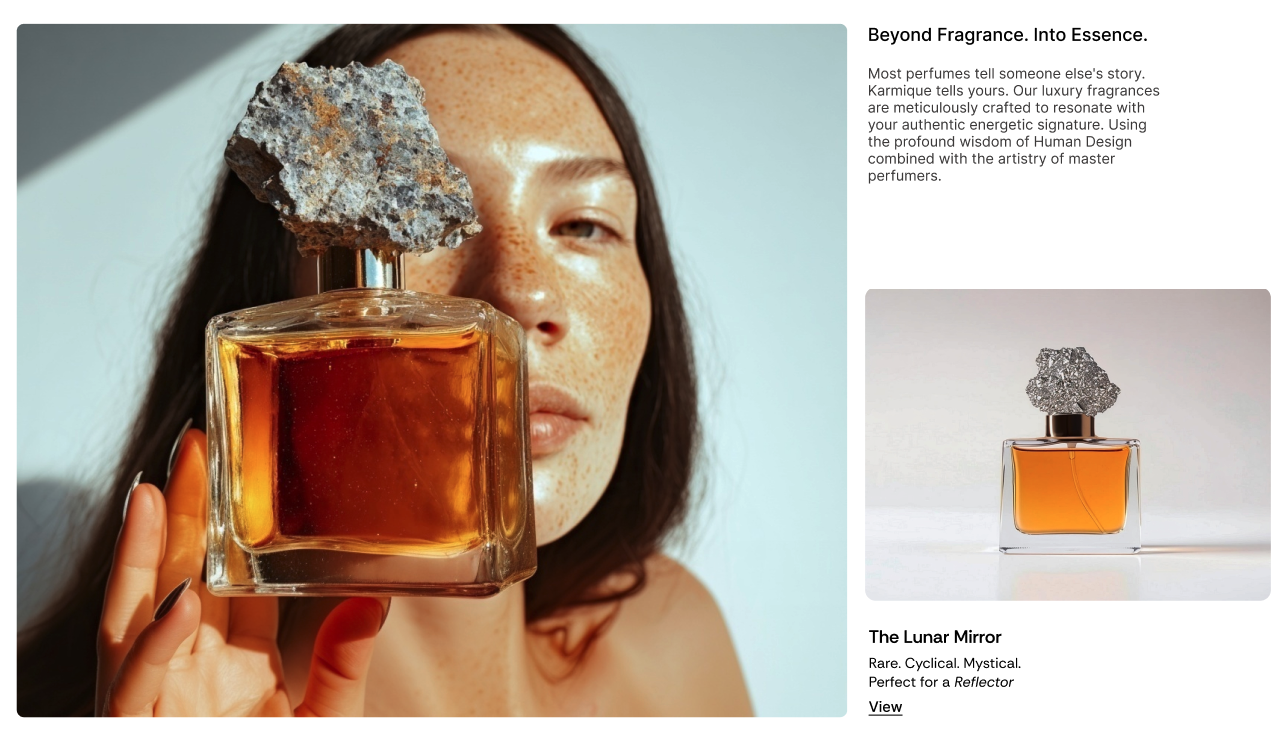 Beyond Fragrance. Into Essence.
Most perfumes tell someone else's story.
Karmique tells yours. Our luxury fragrances
are meticulously crafted to resonate with
your authentic energetic signature. Using
the profound wisdom of Human Design
combined with the artistry of master
perfumers.
The Lunar Mirror
Rare. Cyclical. Mystical.
Perfect for a Reflector
View